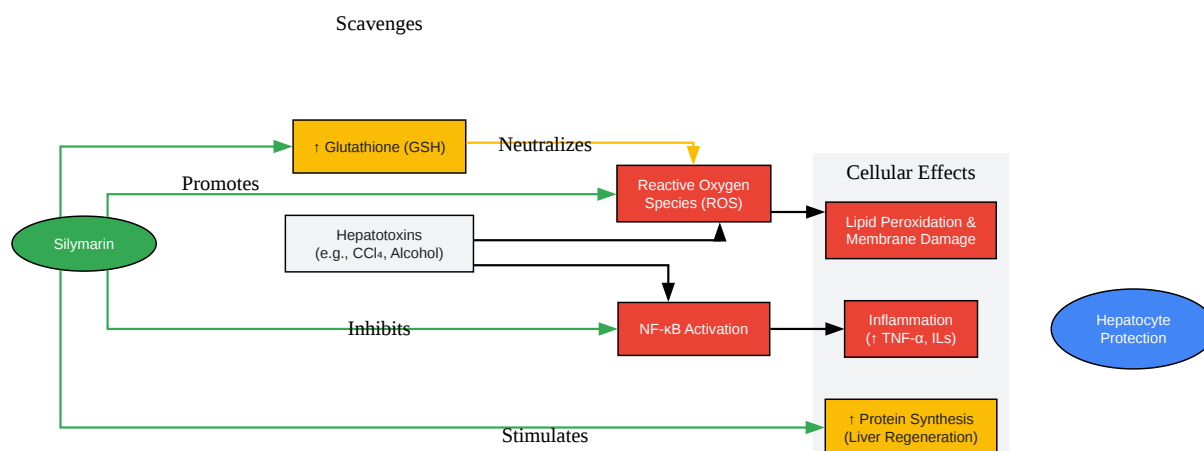 Scavenges
↑ Glutathione (GSH)
Neutralizes
Promotes
Reactive Oxygen
Species (ROS)
Cellular Effects
Silymarin
Hepatotoxins
(e.g., CCl₄, Alcohol)
Lipid Peroxidation &
Membrane Damage
Inhibits
NF-κB Activation
Inflammation
(↑ TNF-α, ILs)
Hepatocyte
Protection
Stimulates
↑ Protein Synthesis
(Liver Regeneration)